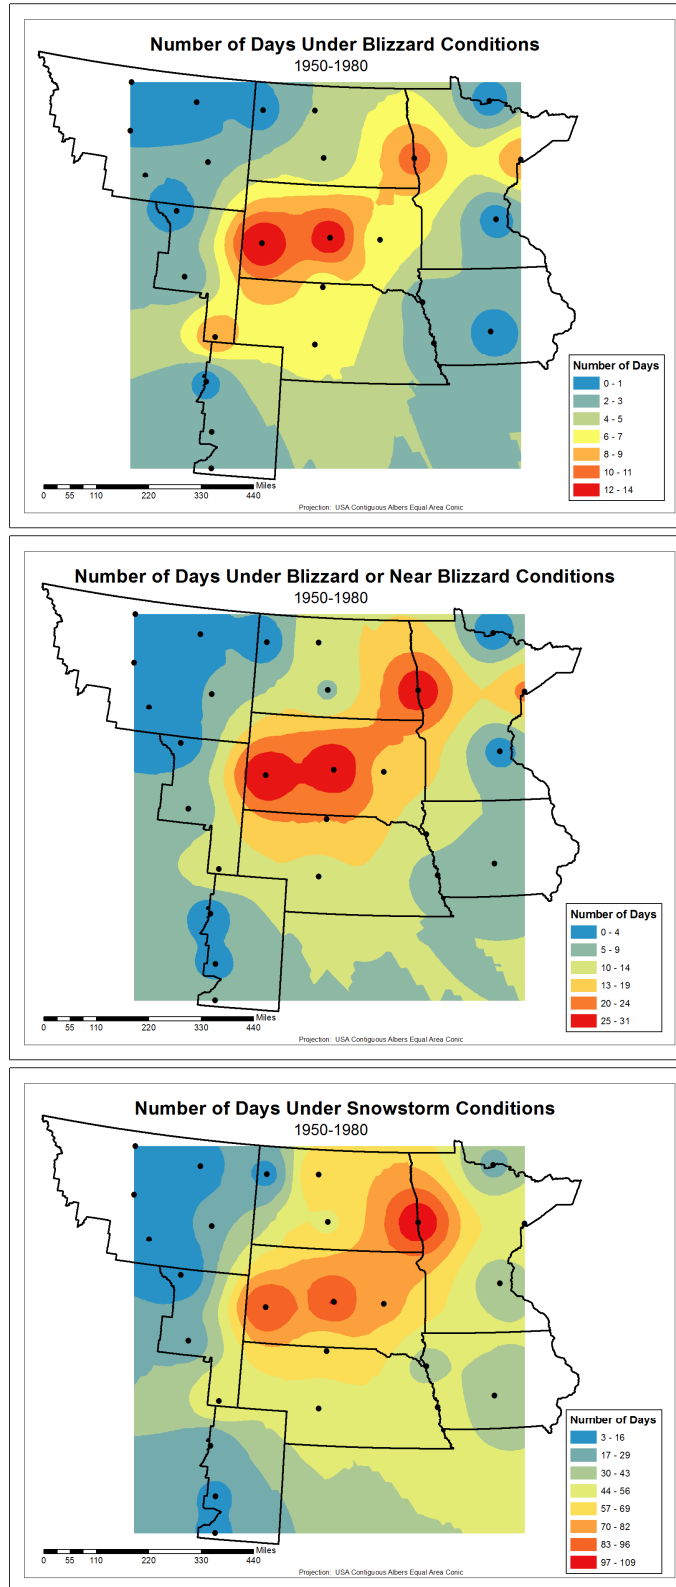 Number of Days Under Blizzard Conditions
1950-1980
Number of Days
0 - 1
2 - 3
4 - 5
6 - 7
8 - 9
10 - 11
12 - 14
Miles
0 55 110 220 330 440
Projection: USA Contiguous Albers Equal Area Conic
Number of Days Under Blizzard or Near Blizzard Conditions
1950-1980
Number of Days
0 - 4
5 - 9
10 - 14
13 - 19
20 - 24
25 - 31
Miles
0 55 110 220 330 440
Projection: USA Contiguous Albers Equal Area Conic
Number of Days Under Snowstorm Conditions
1950-1980
Number of Days
3 - 16
17 - 29
30 - 43
44 - 56
57 - 69
70 - 82
83 - 96
97 - 109
Miles
0 55 110 220 330 440
Projection: USA Contiguous Albers Equal Area Conic